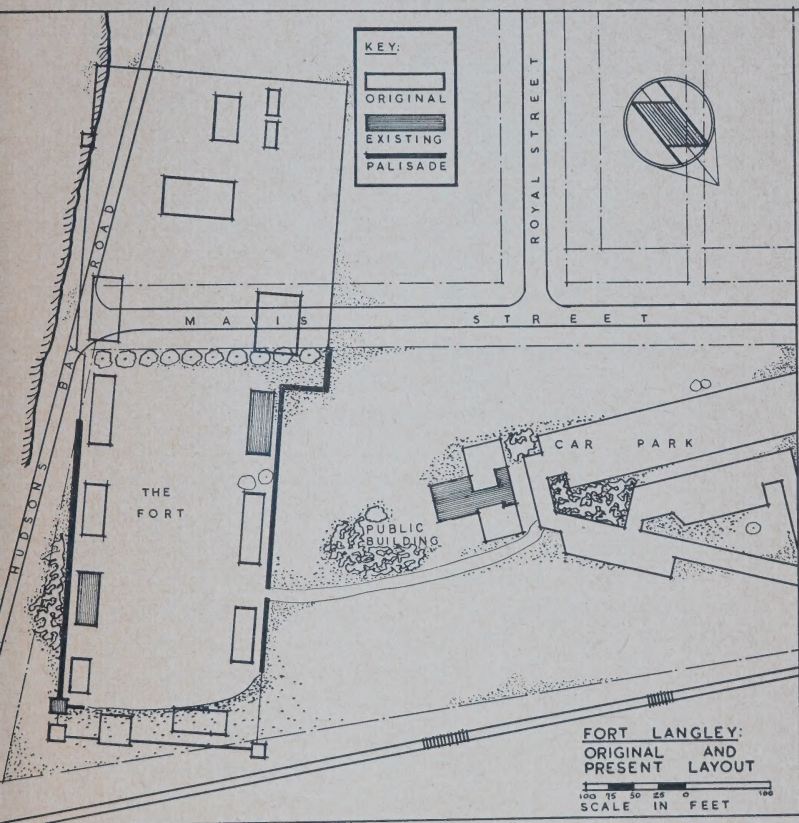 KEY:
ORIGINAL
EXISTING
PALISADE
ROYAL STREET
HUDSONS BAY ROAD
MAVIS STREET
THE
FORT
PUBLIC
BUILDING
CAR PARK
FORT LANGLEY:
ORIGINAL AND
PRESENT LAYOUT
100 75 50 25 0 100
SCALE IN FEET